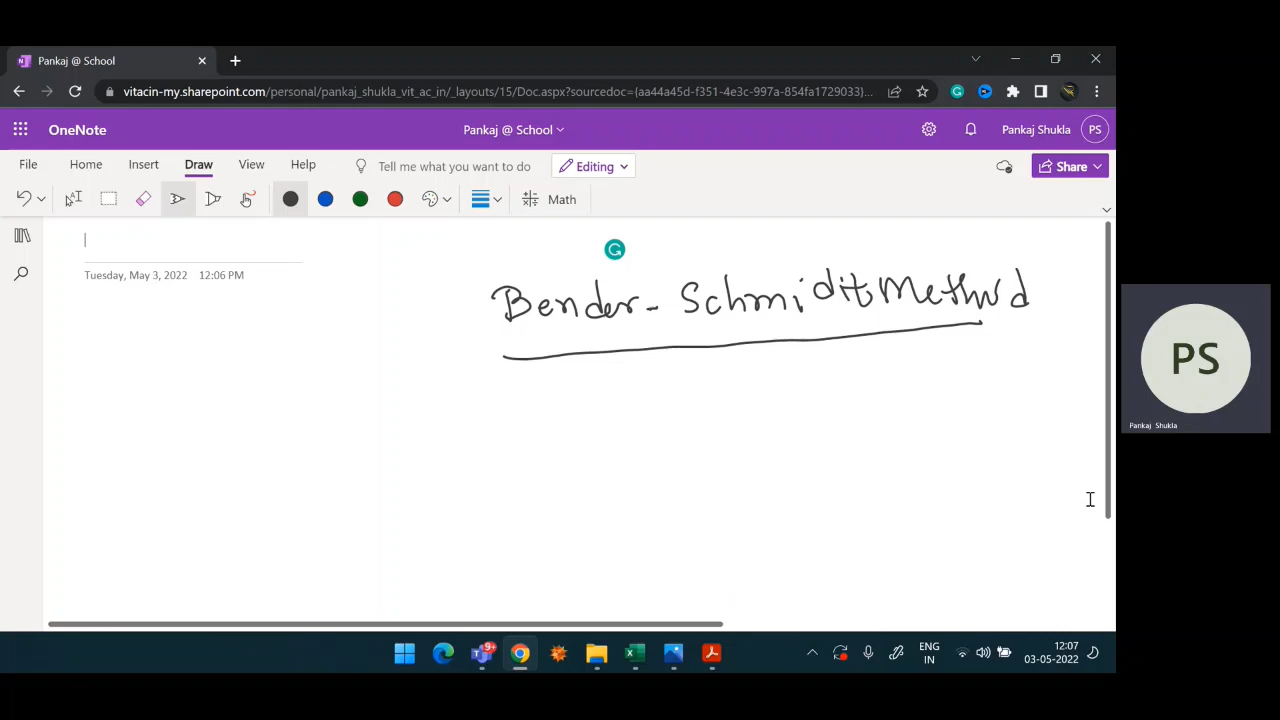 Pankaj @ School
vitacin-my.sharepoint.com/personal/pankaj_shukla_vit_ac_in/_layouts/15/Doc.aspx?sourcedoc={aa44a45d-f351-4e3c-997a-854fa1729033}...
OneNote
Pankaj @ School
Pankaj Shukla
PS
File
Home
Insert
Draw
View
Help
Tell me what you want to do
Editing
Share
Math
Tuesday, May 3, 2022 12:06 PM
Bender-Schmidit Method
PS
Pankaj Shukla
9+
ENG
IN
12:07
03-05-2022